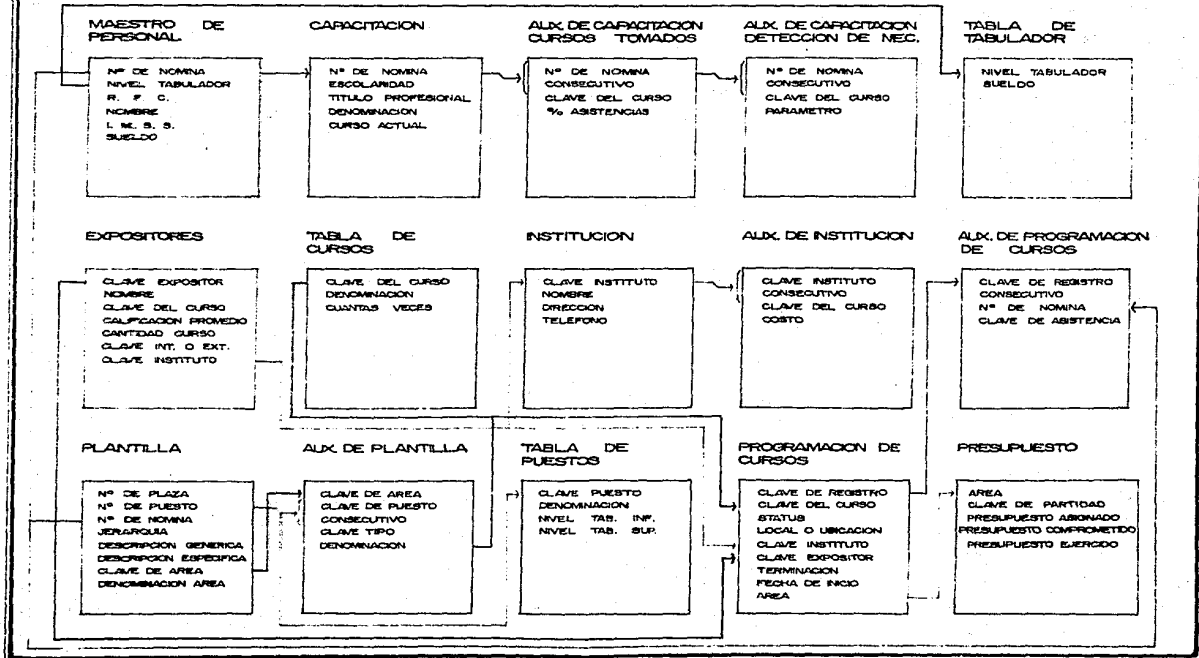 MAESTRO DE
PERSONAL
Nº DE NOMINA
NIVEL TABULADOR
R. F. C.
NOMBRE
I. M. S. S.
SUELDO
CAPACITACION
Nº DE NOMINA
ESCOLARIDAD
TITULO PROFESIONAL
DENOMINACION
CURSO ACTUAL
AUX. DE CAPACITACION
CURSOS TOMADOS
Nº DE NOMINA
CONSECUTIVO
CLAVE DEL CURSO
% ASISTENCIAS
AUX. DE CAPACITACION
DETECCION DE NEC.
Nº DE NOMINA
CONSECUTIVO
CLAVE DEL CURSO
PARAMETRO
TABLA DE
TABULADOR
NIVEL TABULADOR
SUELDO
EXPOSITORES
CLAVE EXPOSITOR
NOMBRE
CLAVE DEL CURSO
CALIFICACION PROMEDIO
CANTIDAD CURSO
CLAVE INT. O EXT.
CLAVE INSTITUTO
TABLA DE
CURSOS
CLAVE DEL CURSO
DENOMINACION
CUANTAS VECES
INSTITUCION
CLAVE INSTITUTO
NOMBRE
DIRECCION
TELEFONO
AUX. DE INSTITUCION
CLAVE INSTITUTO
CONSECUTIVO
CLAVE DEL CURSO
COSTO
AUX. DE PROGRAMACION
DE CURSOS
CLAVE DE REGISTRO
CONSECUTIVO
Nº DE NOMINA
CLAVE DE ASISTENCIA
PLANTILLA
Nº DE PLAZA
Nº DE PUESTO
Nº DE NOMINA
JERARQUIA
DESCRIPCION GENERICA
DESCRIPCION ESPECIFICA
CLAVE DE AREA
DENOMINACION AREA
AUX. DE PLANTILLA
CLAVE DE AREA
CLAVE DE PUESTO
CONSECUTIVO
CLAVE TIPO
DENOMINACION
TABLA DE
PUESTOS
CLAVE PUESTO
DENOMINACION
NIVEL TAB. INF.
NIVEL TAB. SUP.
PROGRAMACION DE
CURSOS
CLAVE DE REGISTRO
CLAVE DEL CURSO
STATUS
LOCAL O UBICACION
CLAVE INSTITUTO
CLAVE EXPOSITOR
TERMINACION
FECHA DE INICIO
AREA
PRESUPUESTO
AREA
CLAVE DE PARTIDA
PRESUPUESTO ASIGNADO
PRESUPUESTO COMPROMETIDO
PRESUPUESTO EJERCIDO